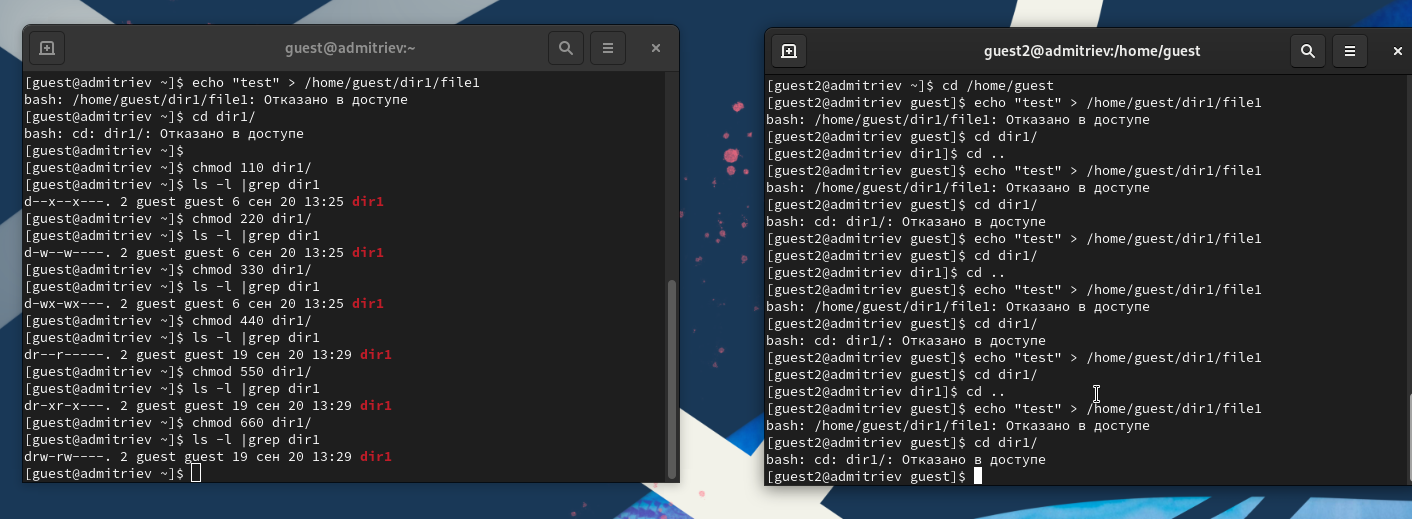 guest@admitriev:~
[guest@admitriev ~]$ echo "test" > /home/guest/dir1/file1
bash: /home/guest/dir1/file1: Отказано в доступе
[guest@admitriev ~]$ cd dir1/
bash: cd: dir1/: Отказано в доступе
[guest@admitriev ~]$
[guest@admitriev ~]$ chmod 110 dir1/
[guest@admitriev ~]$ ls -l |grep dir1
d--x--x---. 2 guest guest 6 сен 20 13:25 dir1
[guest@admitriev ~]$ chmod 220 dir1/
[guest@admitriev ~]$ ls -l |grep dir1
d-w--w----. 2 guest guest 6 сен 20 13:25 dir1
[guest@admitriev ~]$ chmod 330 dir1/
[guest@admitriev ~]$ ls -l |grep dir1
d-wx-wx---. 2 guest guest 6 сен 20 13:25 dir1
[guest@admitriev ~]$ chmod 440 dir1/
[guest@admitriev ~]$ ls -l |grep dir1
dr--r-----. 2 guest guest 19 сен 20 13:29 dir1
[guest@admitriev ~]$ chmod 550 dir1/
[guest@admitriev ~]$ ls -l |grep dir1
dr-xr-x---. 2 guest guest 19 сен 20 13:29 dir1
[guest@admitriev ~]$ chmod 660 dir1/
[guest@admitriev ~]$ ls -l |grep dir1
drw-rw----. 2 guest guest 19 сен 20 13:29 dir1
[guest@admitriev ~]$
guest2@admitriev:/home/guest
[guest2@admitriev ~]$ cd /home/guest
[guest2@admitriev guest]$ echo "test" > /home/guest/dir1/file1
bash: /home/guest/dir1/file1: Отказано в доступе
[guest2@admitriev guest]$ cd dir1/
[guest2@admitriev dir1]$ cd ..
[guest2@admitriev guest]$ echo "test" > /home/guest/dir1/file1
bash: /home/guest/dir1/file1: Отказано в доступе
[guest2@admitriev guest]$ cd dir1/
bash: cd: dir1/: Отказано в доступе
[guest2@admitriev guest]$ echo "test" > /home/guest/dir1/file1
[guest2@admitriev guest]$ cd dir1/
[guest2@admitriev dir1]$ cd ..
[guest2@admitriev guest]$ echo "test" > /home/guest/dir1/file1
bash: /home/guest/dir1/file1: Отказано в доступе
[guest2@admitriev guest]$ cd dir1/
bash: cd: dir1/: Отказано в доступе
[guest2@admitriev guest]$ echo "test" > /home/guest/dir1/file1
[guest2@admitriev guest]$ cd dir1/
[guest2@admitriev dir1]$ cd ..
[guest2@admitriev guest]$ echo "test" > /home/guest/dir1/file1
bash: /home/guest/dir1/file1: Отказано в доступе
[guest2@admitriev guest]$ cd dir1/
bash: cd: dir1/: Отказано в доступе
[guest2@admitriev guest]$